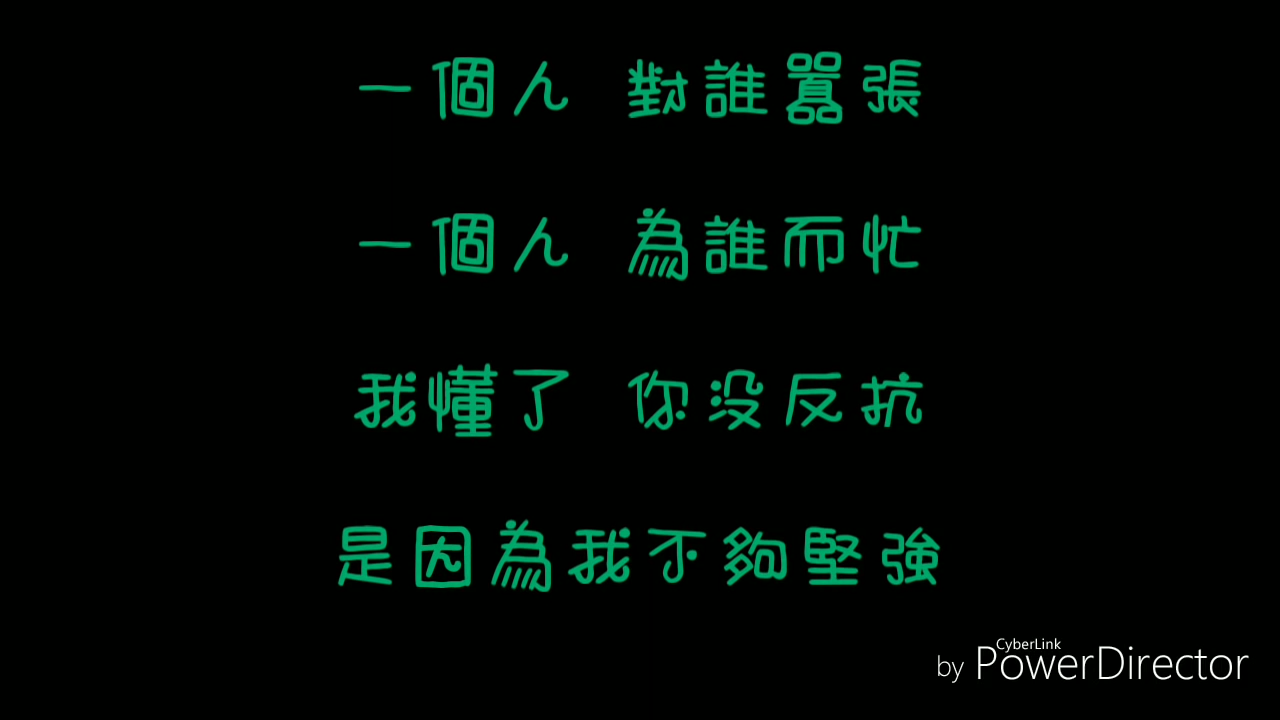 一個人 對誰囂張
一個人 為誰而忙
我懂了 你沒反抗
是因為我不夠堅強
by CyberLink PowerDirector